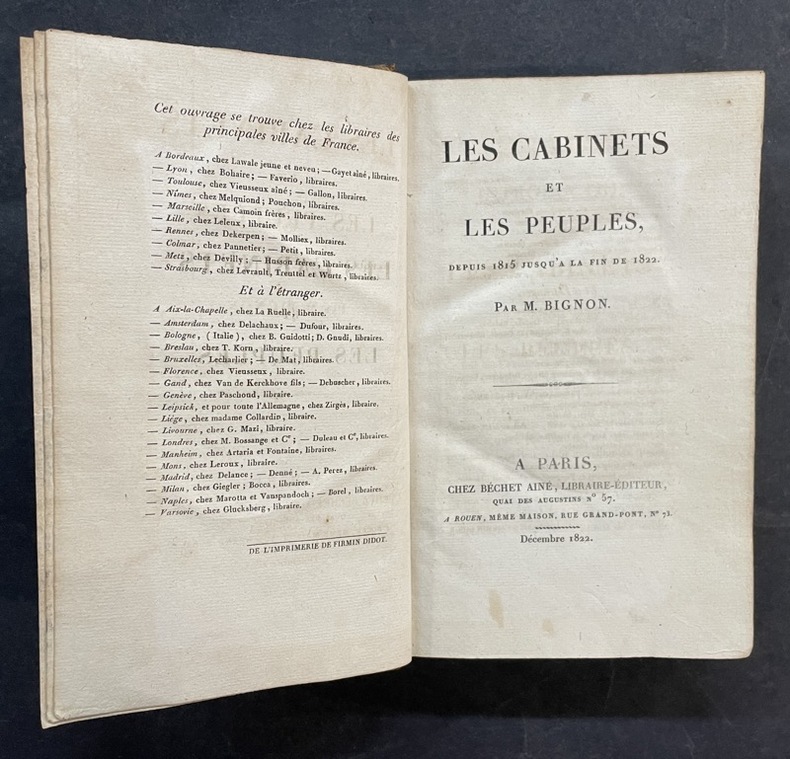 Cet ouvrage se trouve chez les libraires des
principales villes de France.
A Bordeaux, chez Lawale jeune et neveu; — Gayet aîné, libraires.
— Lyon, chez Bohaire; — Faverio, libraires.
— Toulouse, chez Vieusseux aîné; — Gallon, libraires.
— Nîmes, chez Melquiond; Pouchon, libraires.
— Marseille, chez Camoin frères, libraires.
— Lille, chez Leleux, libraire.
— Rennes, chez Dekerpen; — Molliex, libraires.
— Colmar, chez Pannetier; — Petit, libraires.
— Metz, chez Devilly; — Husson frères, libraires.
— Strasbourg, chez Levrault, Treuttel et Wurtz, libraires.
Et à l'étranger.
A Aix-la-Chapelle, chez La Ruelle, libraire.
— Amsterdam, chez Delachaux; — Dufour, libraires.
— Bologne, (Italie), chez B. Guidotti; D. Gnudi, libraires.
— Breslau, chez T. Korn, libraire.
— Bruxelles, Lecharlier; — De Mat, libraires.
— Florence, chez Vieusseux, libraire.
— Gand, chez Van de Kerckhove fils; — Debuscher, libraires.
— Genève, chez Paschoud, libraire.
— Leipsick, et pour toute l'Allemagne, chez Zirgès, libraire.
— Liége, chez madame Collardin, libraire.
— Livourne, chez G. Mazi, libraire.
— Londres, chez M. Bossange et Ce; — Dulau et Ce, libraires.
— Manheim, chez Artaria et Fontaine, libraires.
— Mons, chez Leroux, libraire.
— Madrid, chez Delance; — Denné; — A. Perez, libraires.
— Milan, chez Giegler; Bocca, libraires.
— Naples, chez Marotta et Vanspandoch; — Borel, libraires.
— Varsovie, chez Glucksberg, libraire.
DE L'IMPRIMERIE DE FIRMIN DIDOT.
LES CABINETS
ET
LES PEUPLES,
DEPUIS 1815 JUSQU'A LA FIN DE 1822.
PAR M. BIGNON.
A PARIS,
CHEZ BÉCHET AINÉ, LIBRAIRE-ÉDITEUR,
QUAI DES AUGUSTINS No 57.
A ROUEN, MÊME MAISON, RUE GRAND-PONT, No 73.
Décembre 1822.